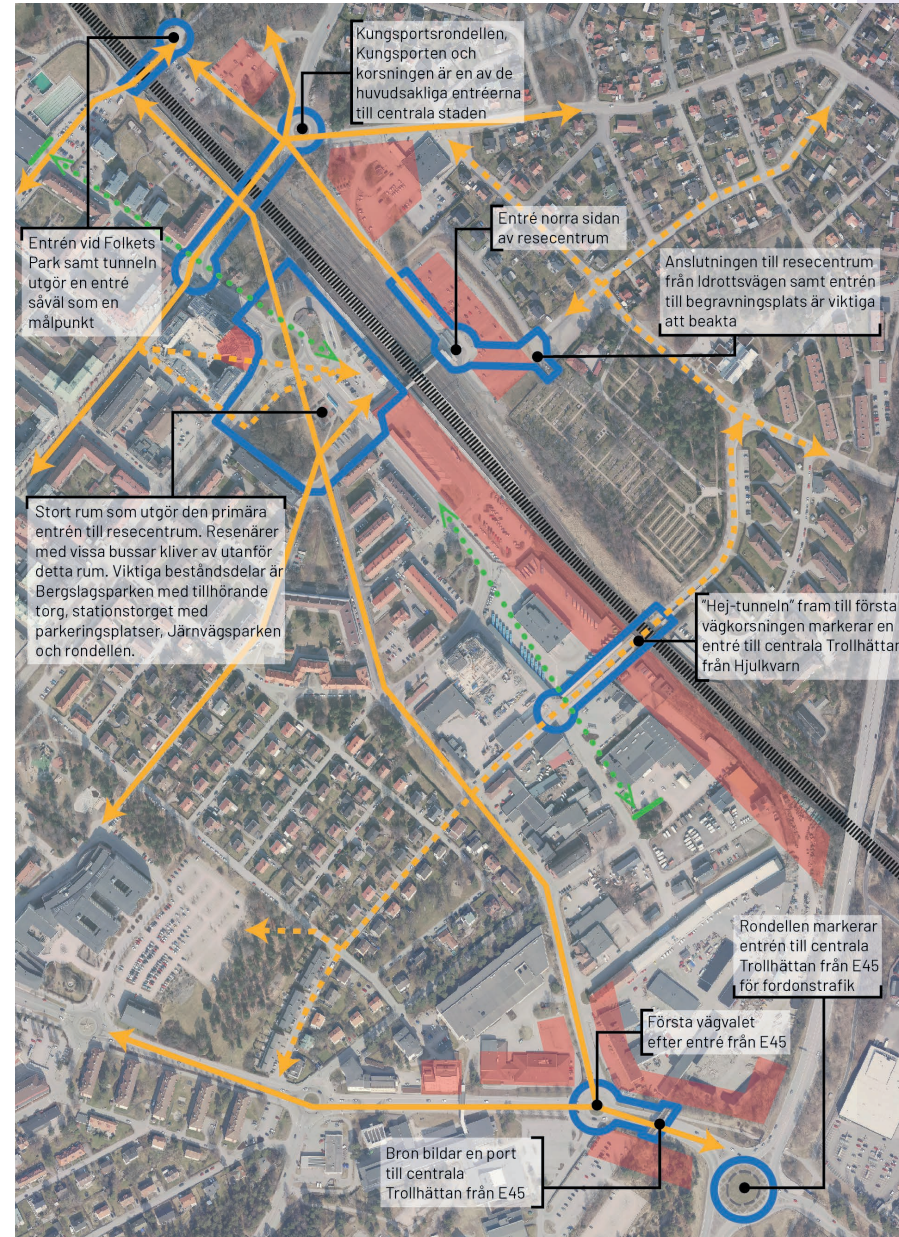 Kungsportsrondellen,
Kungsporten och
korsningen är en av de
huvudsakliga entréerna
till centrala staden
Entrén vid Folkets
Park samt tunneln
utgör en entré
såväl som en
målpunkt
Entré norra sidan
av resecentrum
Anslutningen till resecentrum
från Idrottsvägen samt entrén
till begravningsplats är viktiga
att beakta
Stort rum som utgör den primära
entrén till resecentrum. Resenärer
med vissa bussar kliver av utanför
detta rum. Viktiga beståndsdelar är
Bergslagsparken med tillhörande
torg, stationstorget med
parkeringsplatser, Järnvägsparken
och rondellen.
"Hej-tunneln" fram till första
vägkorsningen markerar en
entré till centrala Trollhättan
från Hjulkvarn
Rondellen markerar
entrén till centrala
Trollhättan från E45
för fordonstrafik
Första vägvalet
efter entré från E45
Bron bildar en port
till centrala
Trollhättan från E45